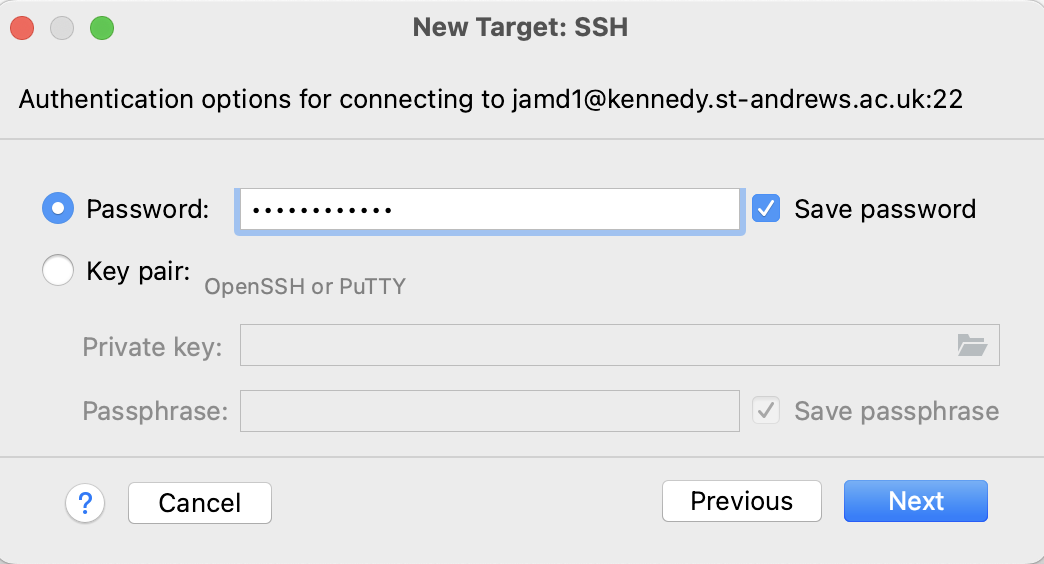 New Target: SSH
Authentication options for connecting to jamd1@kennedy.st-andrews.ac.uk:22
Password: •••••••••••• Save password
Key pair: OpenSSH or PuTTY
Private key:
Passphrase: Save passphrase
? Cancel Previous Next